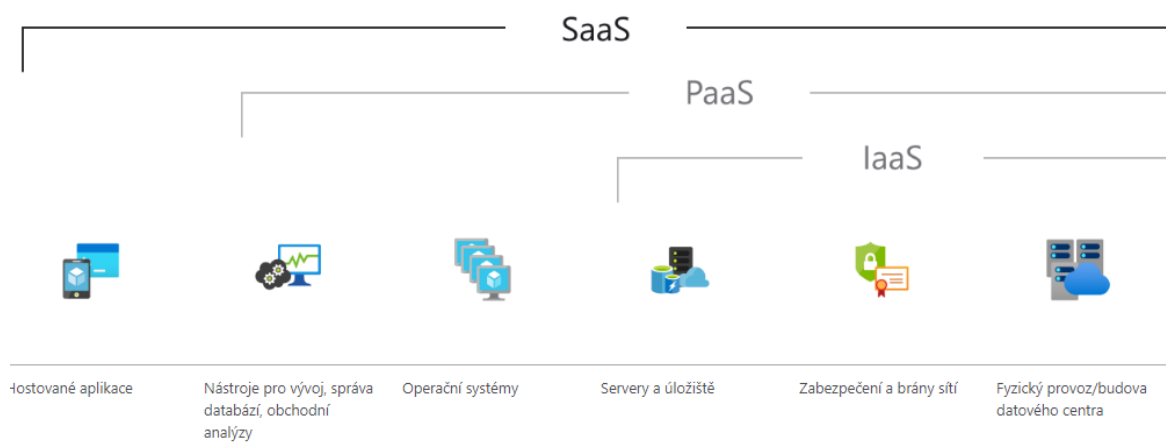 SaaS
PaaS
IaaS
Hostované aplikace
Nástroje pro vývoj, správa
databází, obchodní
analýzy
Operační systémy
Servery a úložiště
Zabezpečení a brány sítí
Fyzický provoz/budova
datového centra